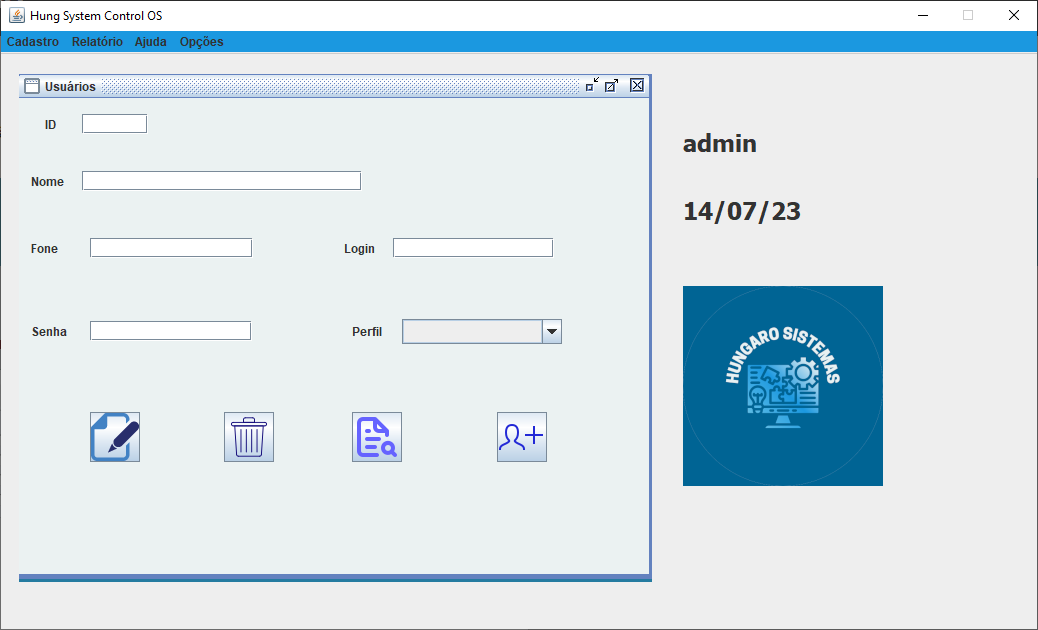 Hung System Control OS
Cadastro Relatório Ajuda Opções
Usuários
ID
Nome
Fone Login
Senha Perfil
admin
14/07/23
HUNGARO SISTEMAS